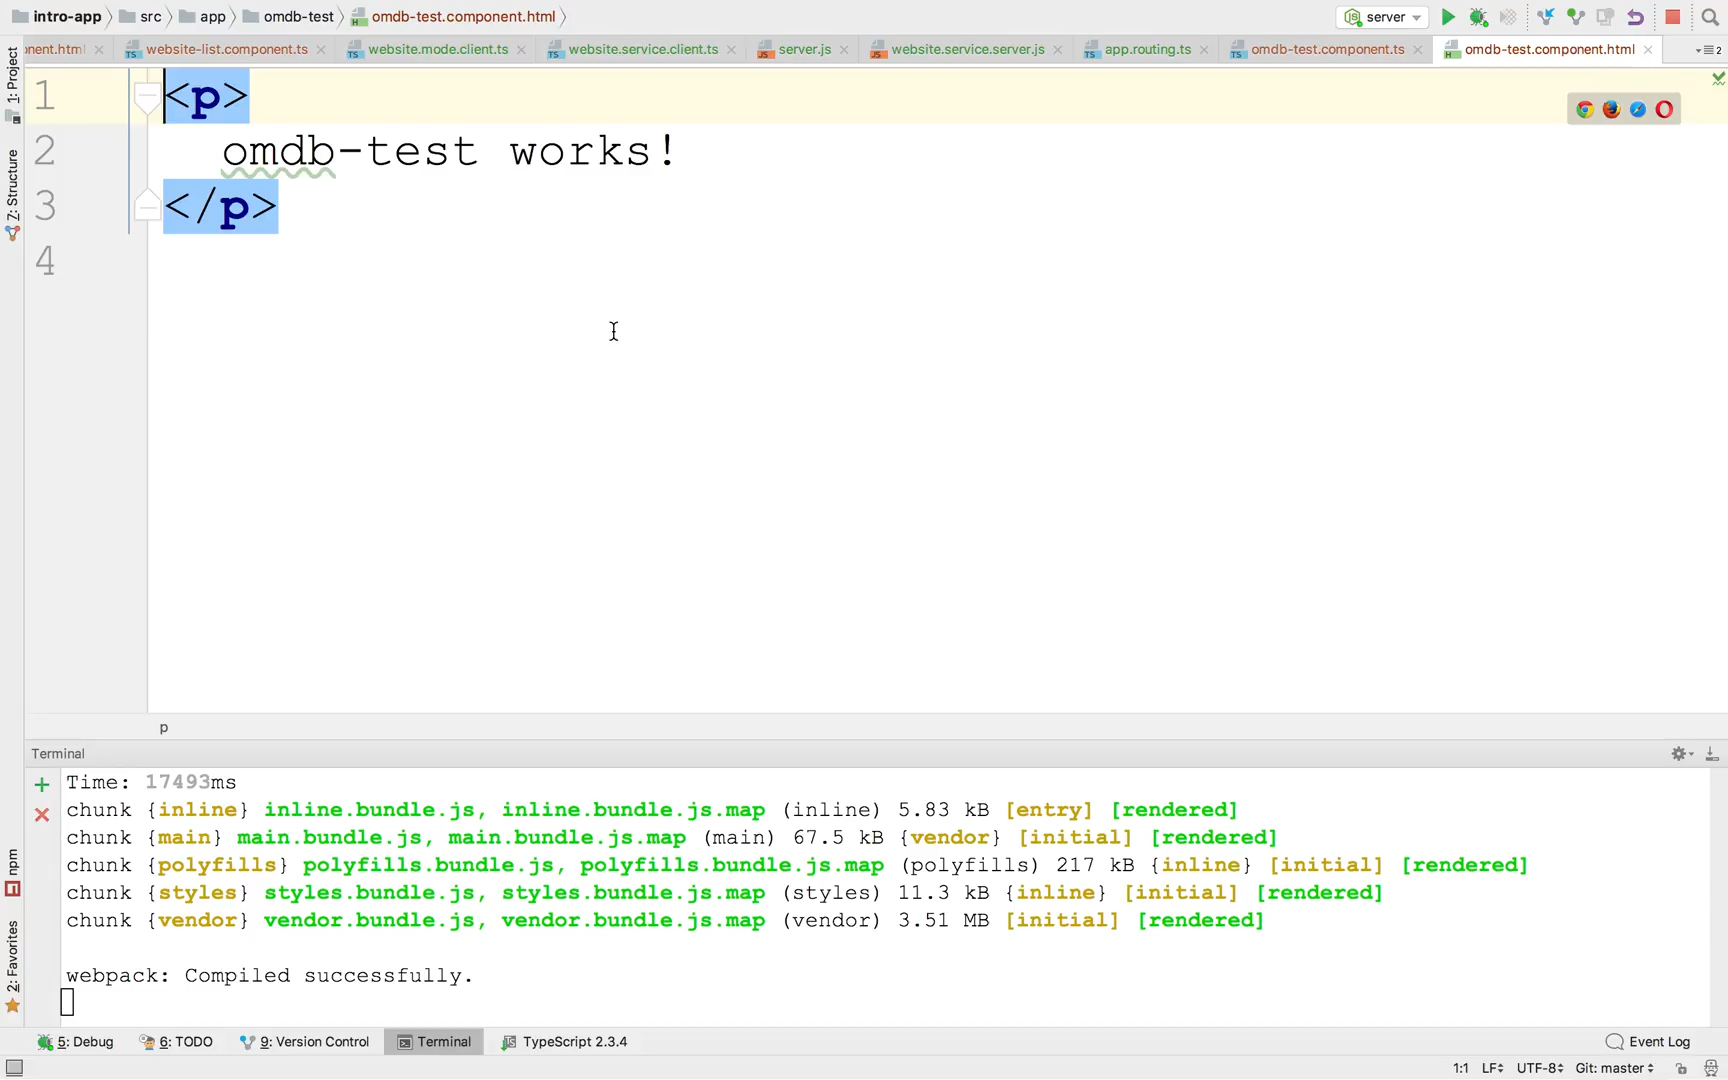 intro-app src app omdb-test omdb-test.component.html server
nent.html website-list.component.ts website.mode.client.ts website.service.client.ts server.js website.service.server.js app.routing.ts omdb-test.component.ts omdb-test.component.html 2
1: Project
7: Structure
npm
2: Favorites
1 <p>
2 omdb-test works!
3 </p>
4
p
Terminal
Time: 17493ms
chunk {inline} inline.bundle.js, inline.bundle.js.map (inline) 5.83 kB [entry] [rendered]
chunk {main} main.bundle.js, main.bundle.js.map (main) 67.5 kB {vendor} [initial] [rendered]
chunk {polyfills} polyfills.bundle.js, polyfills.bundle.js.map (polyfills) 217 kB {inline} [initial] [rendered]
chunk {styles} styles.bundle.js, styles.bundle.js.map (styles) 11.3 kB {inline} [initial] [rendered]
chunk {vendor} vendor.bundle.js, vendor.bundle.js.map (vendor) 3.51 MB [initial] [rendered]
webpack: Compiled successfully.
5: Debug 6: TODO 9: Version Control Terminal TypeScript 2.3.4 Event Log
1:1 LF UTF-8 Git: master